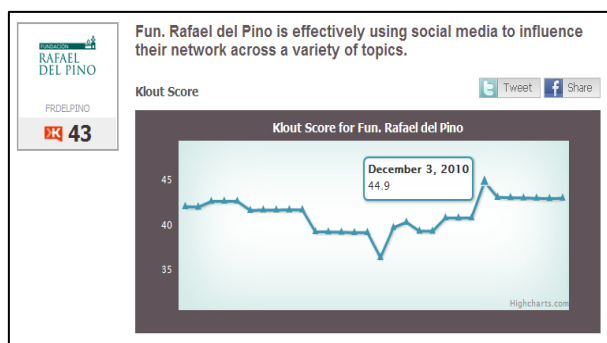 FUNDACIÓN
RAFAEL
DEL PINO
FRDELPINO
K 43
Fun. Rafael del Pino is effectively using social media to influence
their network across a variety of topics.
Klout Score
Tweet
Share
Klout Score for Fun. Rafael del Pino
December 3, 2010
44.9
45
40
35
Highcharts.com